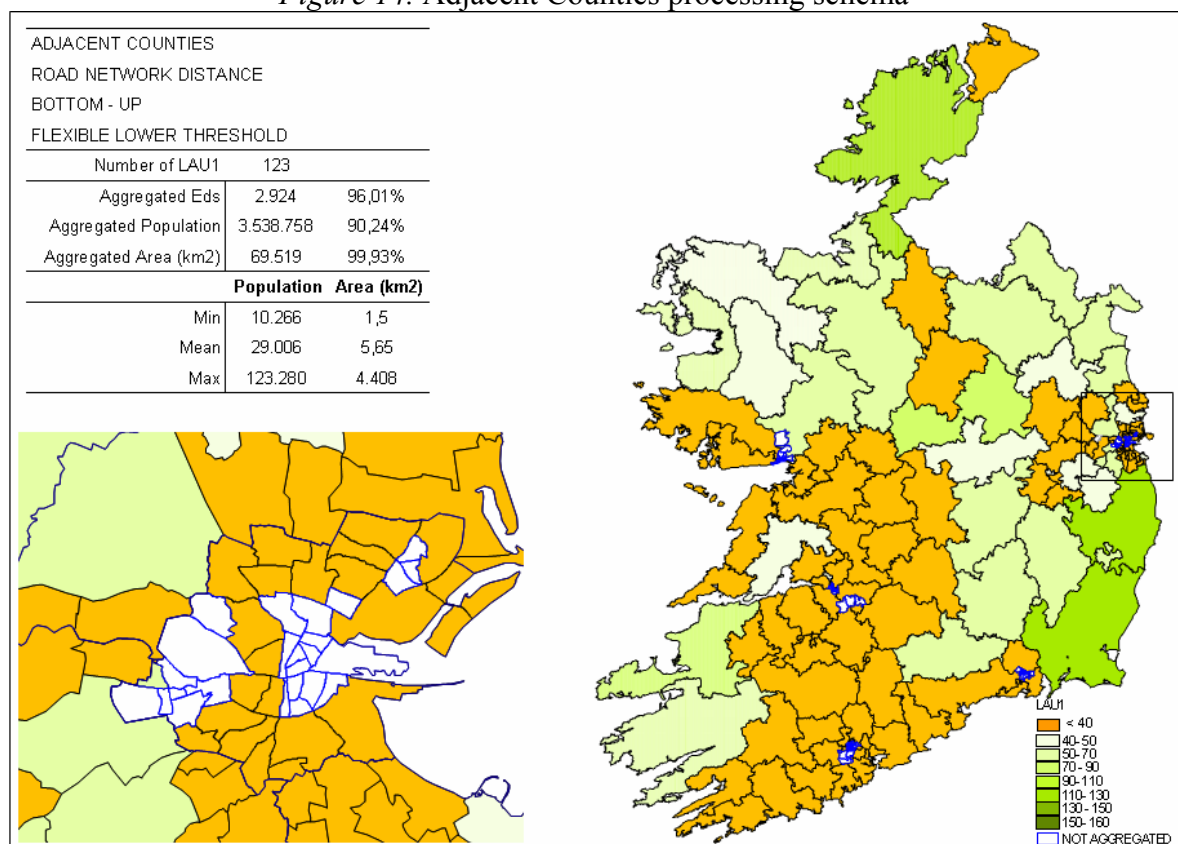 Figure 14. Adjacent Counties processing schema
ADJACENT COUNTIES
ROAD NETWORK DISTANCE
BOTTOM - UP
FLEXIBLE LOWER THRESHOLD
Number of LAU1 123
Aggregated Eds 2.924 96,01%
Aggregated Population 3.538.758 90,24%
Aggregated Area (km2) 69.519 99,93%
Population Area (km2)
Min 10.266 1,5
Mean 29.006 5,65
Max 123.280 4.408
LAU1
< 40
40-50
50-70
70 - 90
90-110
110-130
130 - 150
150-160
NOT AGGREGATED